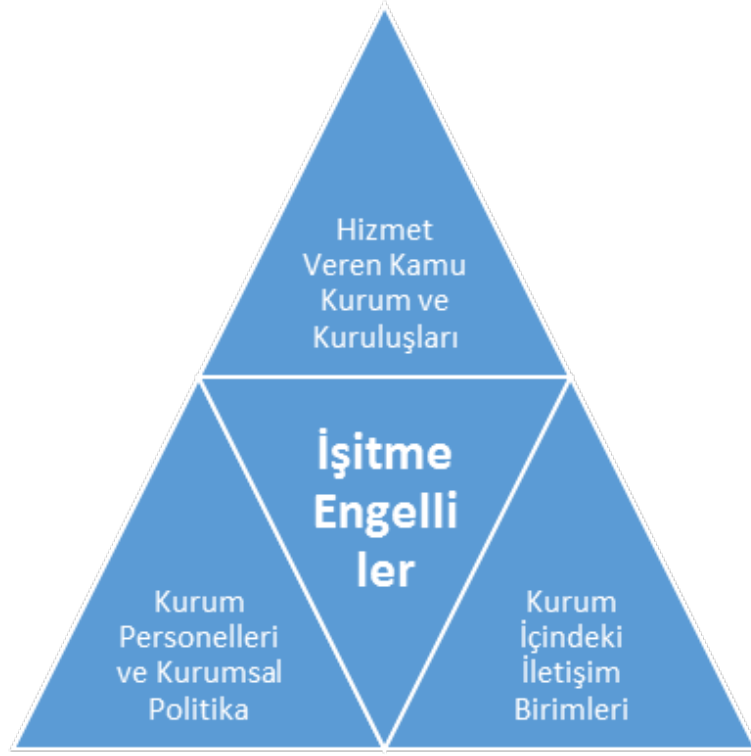 Hizmet
Veren Kamu
Kurum ve
Kuruluşları
İşitme
Engelli
ler
Kurum
Personelleri
ve Kurumsal
Politika
Kurum
İçindeki
İletişim
Birimleri